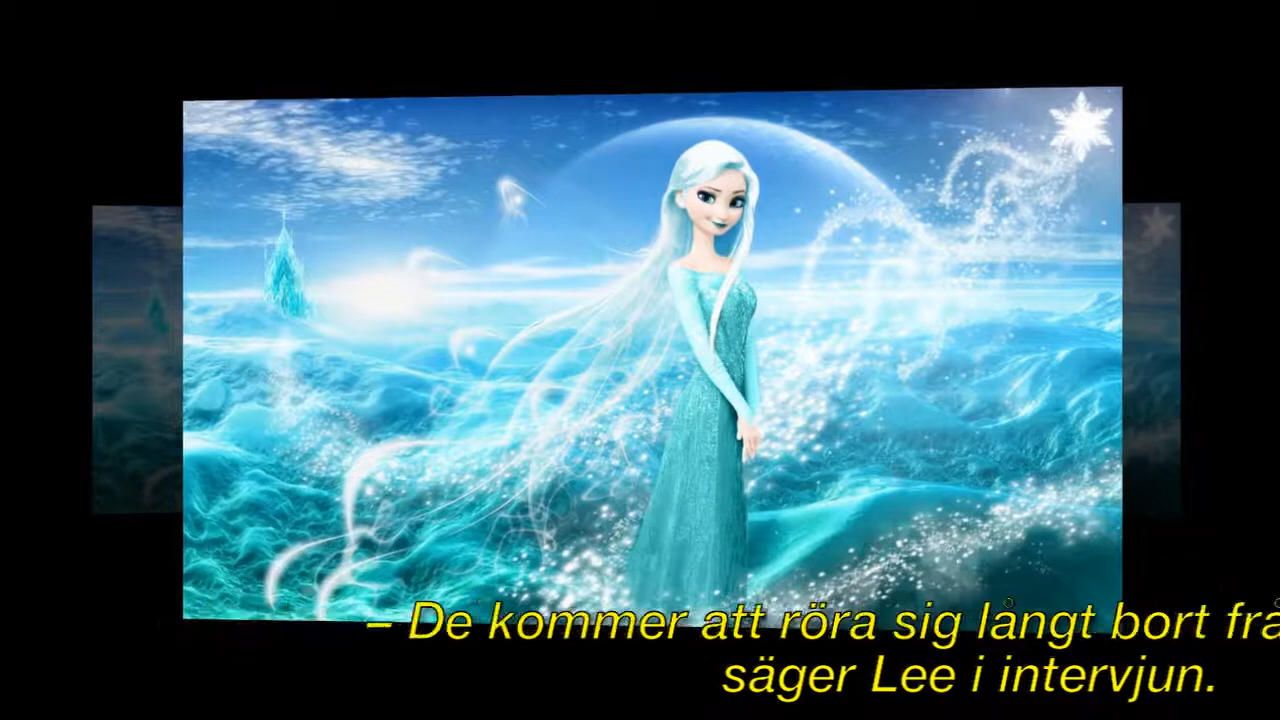 – De kommer att röra sig långt bort
säger Lee i intervjun.